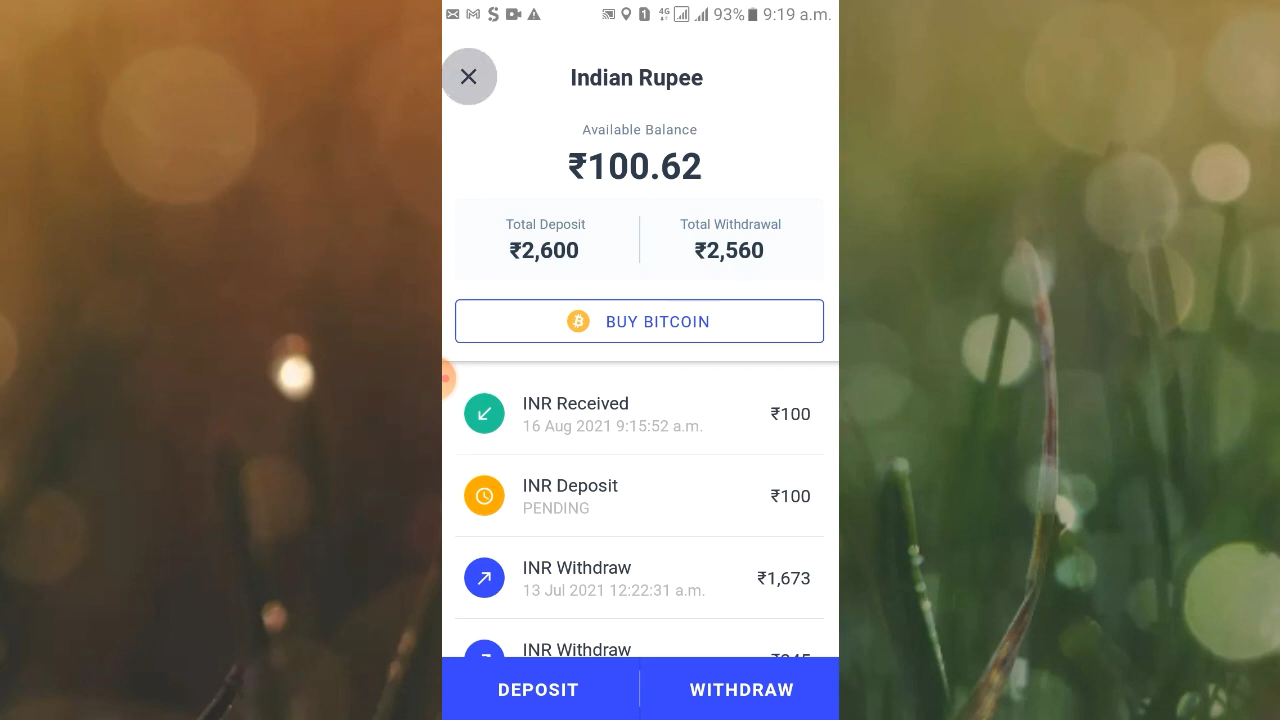 1 4G 93% 9:19 a.m.
Indian Rupee
Available Balance
₹100.62
Total Deposit
Total Withdrawal
₹2,600
₹2,560
BUY BITCOIN
INR Received
₹100
16 Aug 2021 9:15:52 a.m.
INR Deposit
₹100
PENDING
INR Withdraw
₹1,673
13 Jul 2021 12:22:31 a.m.
INR Withdraw
DEPOSIT
WITHDRAW